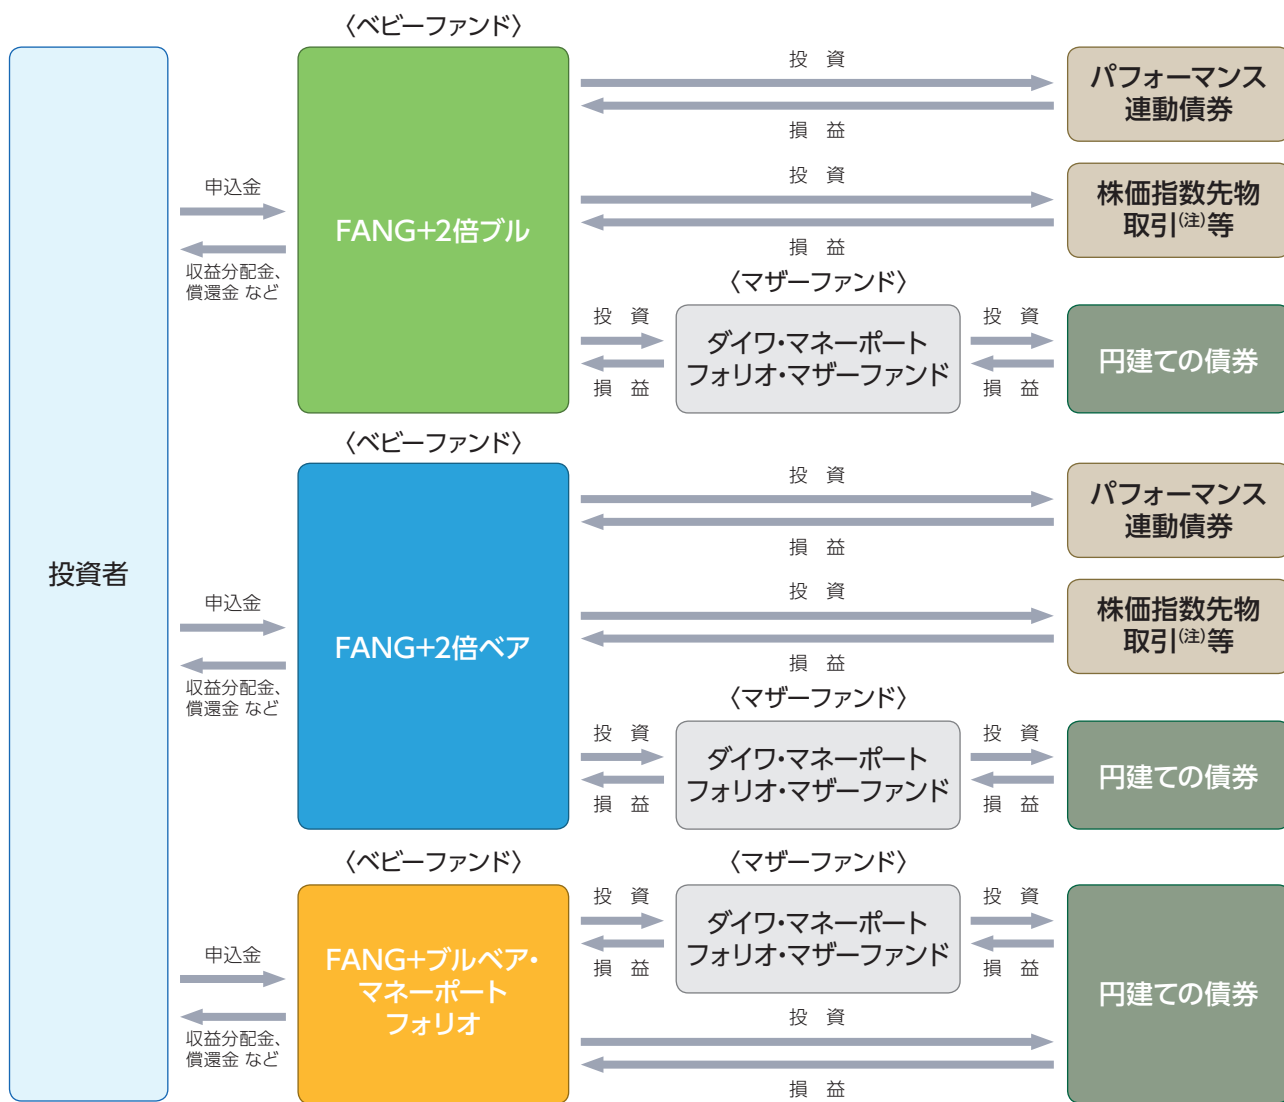 〈ベビーファンド〉
投資者
申込金
収益分配金、
償還金 など
FANG+2倍ブル
投 資
損 益
パフォーマンス
連動債券
投 資
損 益
株価指数先物
取引(注)等
〈マザーファンド〉
投 資
損 益
ダイワ・マネーポート
フォリオ・マザーファンド
投 資
損 益
円建ての債券
〈ベビーファンド〉
申込金
収益分配金、
償還金 など
FANG+2倍ベア
投 資
損 益
パフォーマンス
連動債券
投 資
損 益
株価指数先物
取引(注)等
〈マザーファンド〉
投 資
損 益
ダイワ・マネーポート
フォリオ・マザーファンド
投 資
損 益
円建ての債券
〈ベビーファンド〉
申込金
収益分配金、
償還金 など
FANG+ブルベア・
マネーポート
フォリオ
〈マザーファンド〉
投 資
損 益
ダイワ・マネーポート
フォリオ・マザーファンド
投 資
損 益
投 資
損 益
円建ての債券